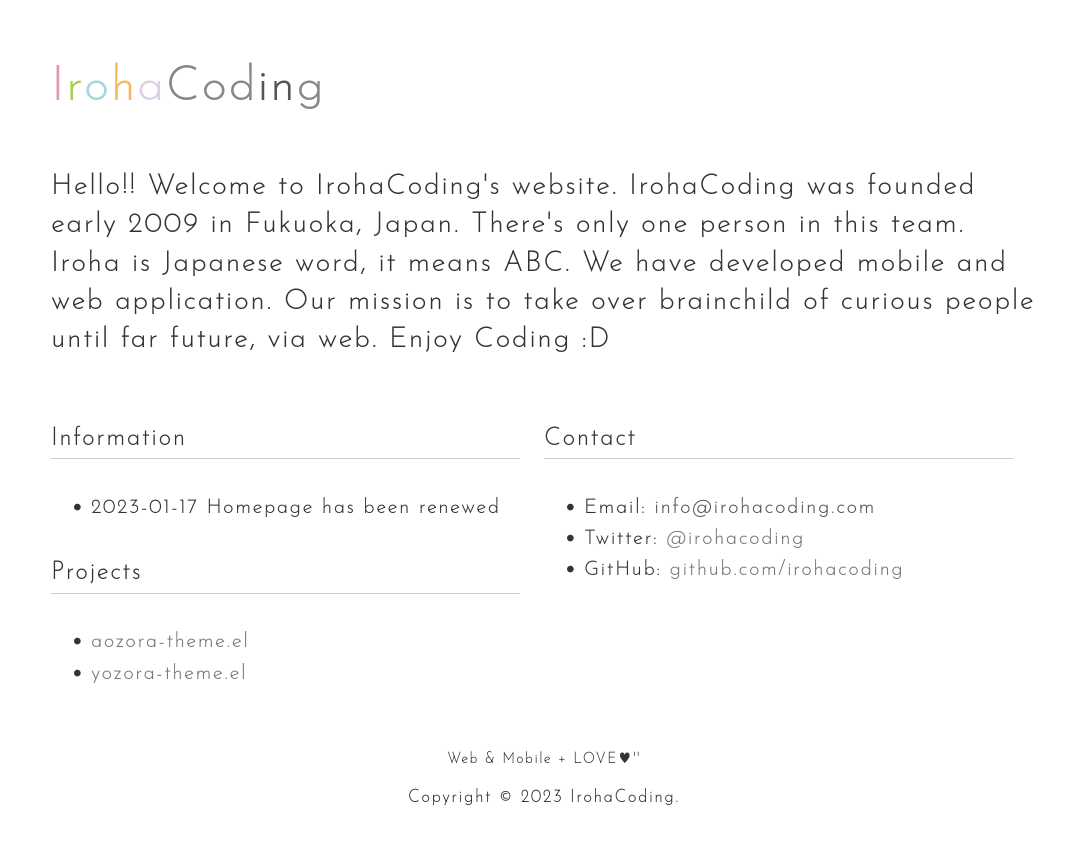 IrohaCoding
Hello!! Welcome to IrohaCoding's website. IrohaCoding was founded
early 2009 in Fukuoka, Japan. There's only one person in this team.
Iroha is Japanese word, it means ABC. We have developed mobile and
web application. Our mission is to take over brainchild of curious people
until far future, via web. Enjoy Coding :D
Information
• 2023-01-17 Homepage has been renewed
Projects
• aozora-theme.el
• yozora-theme.el
Contact
• Email: info@irohacoding.com
• Twitter: @irohacoding
• GitHub: github.com/irohacoding
Web & Mobile + LOVE♥"
Copyright © 2023 IrohaCoding.